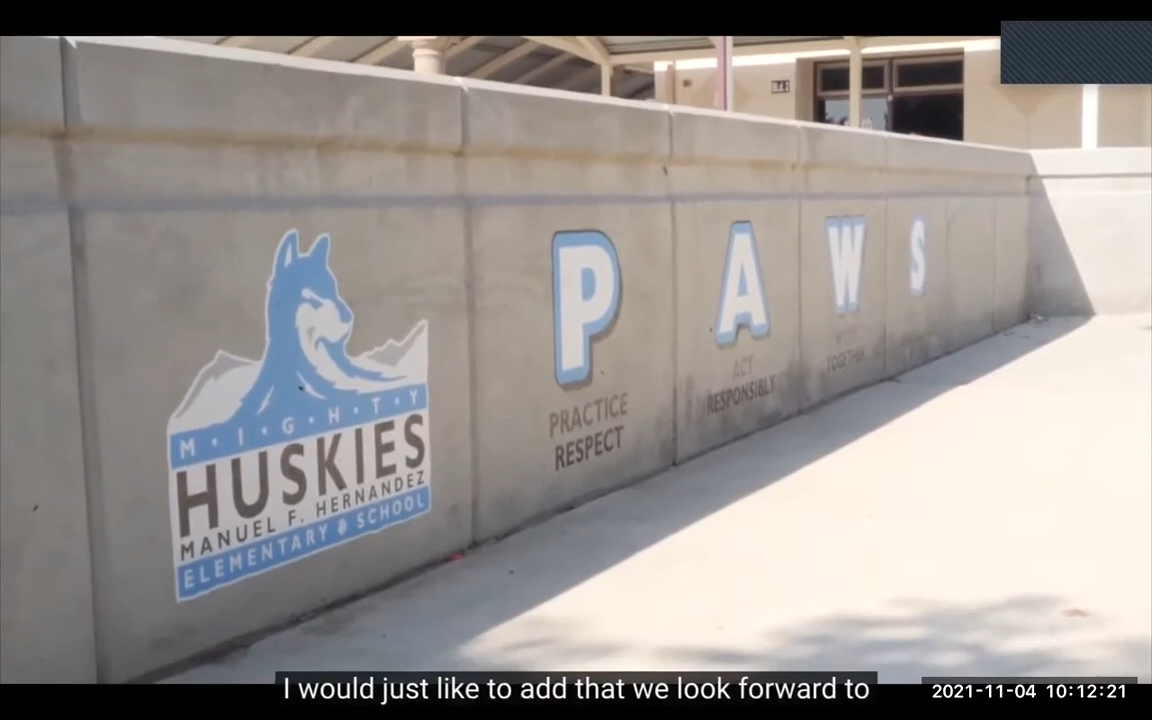 M·I·G·H·T·Y
HUSKIES
MANUEL F. HERNANDEZ
ELEMENTARY SCHOOL
P
PRACTICE
RESPECT
A
ACT
RESPONSIBLY
W
TOGETHER
S
I would just like to add that we look forward to
2021-11-04 10:12:21